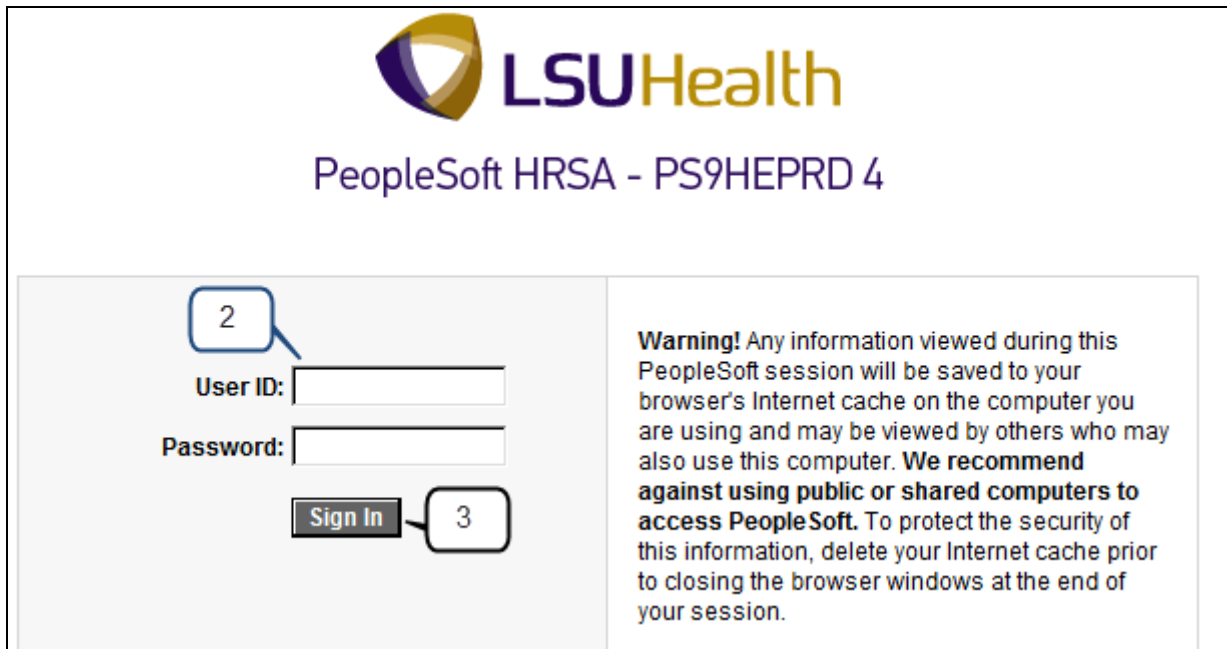 LSUHealth
PeopleSoft HRSA - PS9HEPRD 4
2
User ID:
Password:
Sign In
3
Warning! Any information viewed during this
PeopleSoft session will be saved to your
browser's Internet cache on the computer you
are using and may be viewed by others who may
also use this computer. We recommend
against using public or shared computers to
access PeopleSoft. To protect the security of
this information, delete your Internet cache prior
to closing the browser windows at the end of
your session.